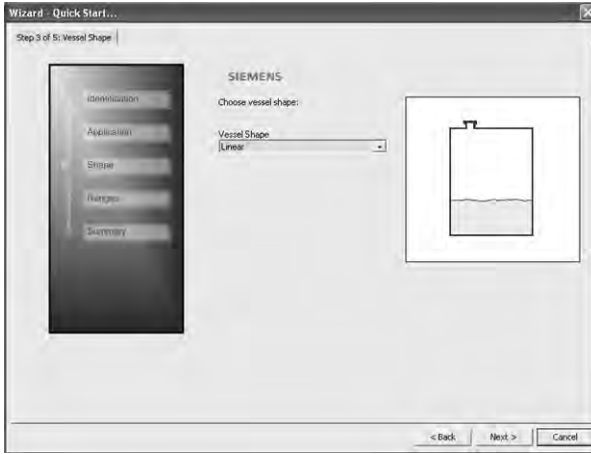 Wizard - Quick Start...
Step 3 of 5: Vessel Shape
SIEMENS
Identification
Application
Shape
Ranges
Summary
Choose vessel shape:
Vessel Shape
Linear
< Back
Next >
Cancel